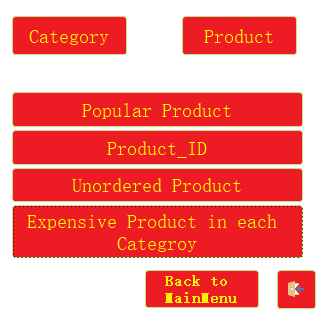 Category
Product
Popular Product
Product_ID
Unordered Product
Expensive Product in each
Categroy
Back to
MainMenu